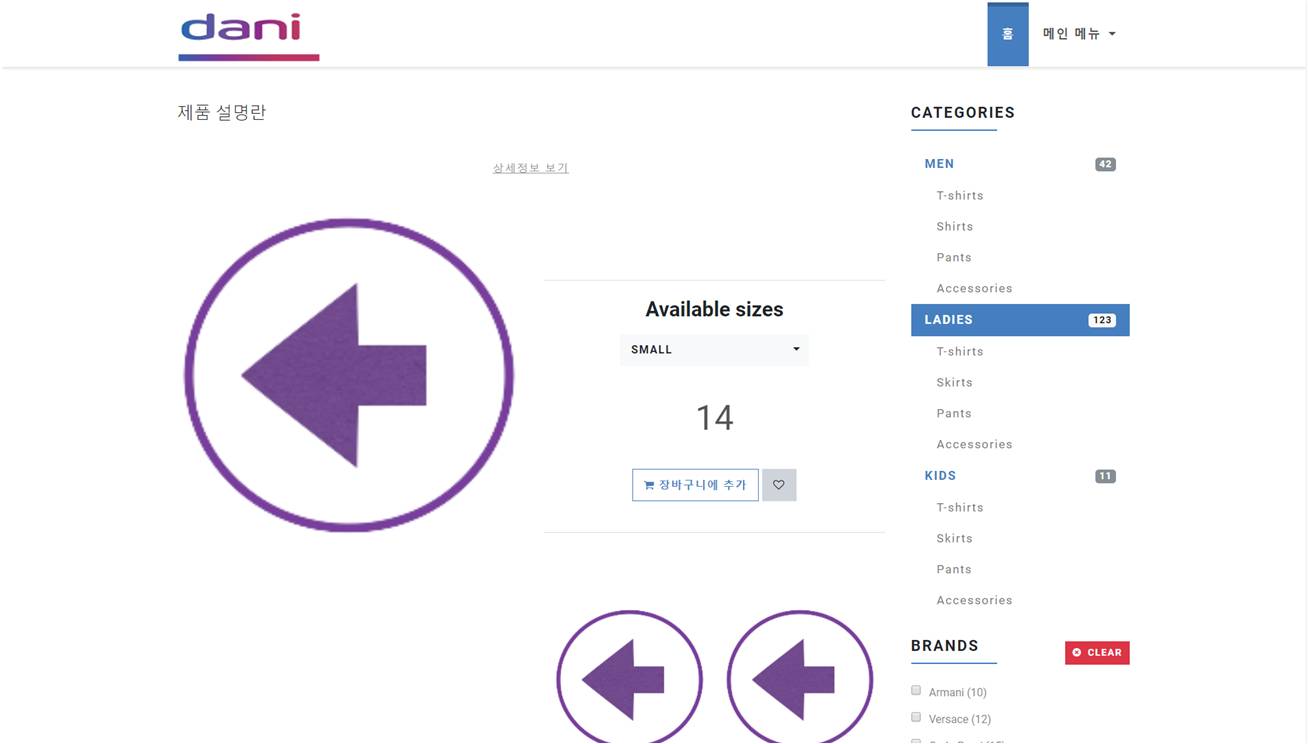 dani
홈
메인 메뉴
제품 설명란
상세정보 보기
Available sizes
SMALL
14
장바구니에 추가
CATEGORIES
MEN 42
T-shirts
Shirts
Pants
Accessories
LADIES 123
T-shirts
Skirts
Pants
Accessories
KIDS 11
T-shirts
Skirts
Pants
Accessories
BRANDS
CLEAR
Armani (10)
Versace (12)